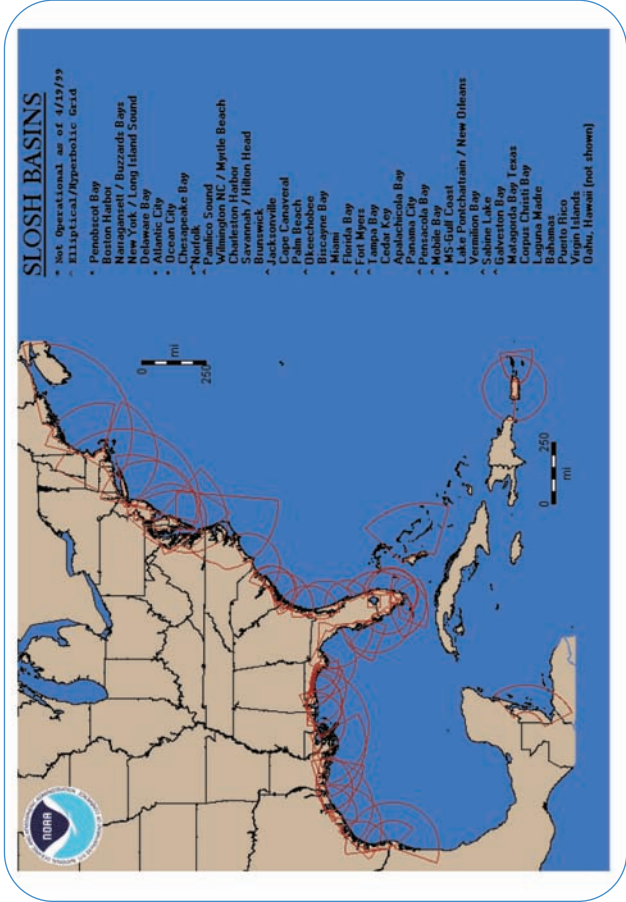 SLOSH BASINS
* Not Operational as of 4/19/99
^ Elliptical/Hyperbolic Grid
* Penobscot Bay
Boston Harbor
Narragansett / Buzzards Bays
New York / Long Island Sound
Delaware Bay
* Atlantic City
* Ocean City
Chesapeake Bay
*^Norfolk
^ Pamlico Sound
Wilmington NC / Myrtle Beach
Charleston Harbor
Savannah / Hilton Head
Brunswick
^ Jacksonville
Cape Canaveral
Palm Beach
^ Okeechobee
Biscayne Bay
* Miami
Florida Bay
^ Fort Myers
^ Tampa Bay
Cedar Key
Apalachicola Bay
Panama City
^ Pensacola Bay
^ Mobile Bay
* MS-Gulf Coast
Lake Pontchartrain / New Orleans
Vermilion Bay
^ Sabine Lake
^ Galveston Bay
Matagorda Bay Texas
Corpus Christi Bay
Laguna Madre
Bahamas
Puerto Rico
Virgin Islands
Oahu, Hawaii (not shown)
0 mi 250
0 mi 250
NOAA